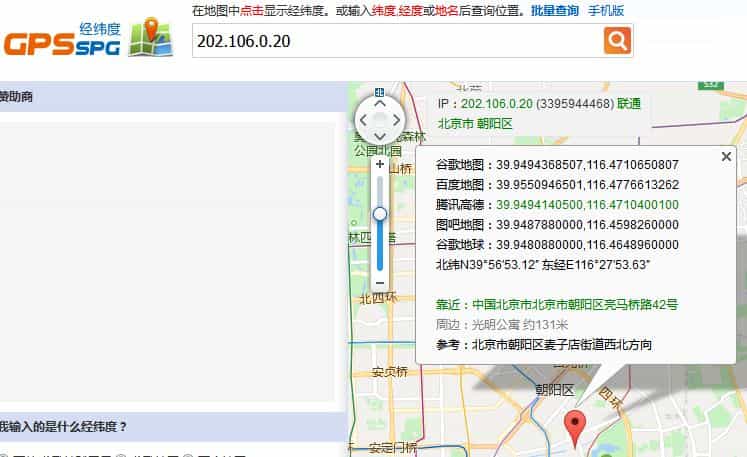 在地图中点击显示经纬度。或输入纬度,经度或地名后查询位置。批量查询 手机版
GPS 经纬度
SPG
202.106.0.20
赞助商
北
IP：202.106.0.20 (3395944468) 联通
北京市 朝阳区
谷歌地图：39.9494368507,116.4710650807
百度地图：39.9550946501,116.4776613262
腾讯高德：39.9494140500,116.4710400100
图吧地图：39.9487880000,116.4598260000
谷歌地球：39.9480880000,116.4648960000
北纬N39°56′53.12″ 东经E116°27′53.63″
靠近：中国北京市北京市朝阳区亮马桥路42号
周边：光明公寓 约131米
参考：北京市朝阳区麦子店街道西北方向
北四环
安贞桥
朝阳区
四环
我输入的是什么经纬度？
安定门桥